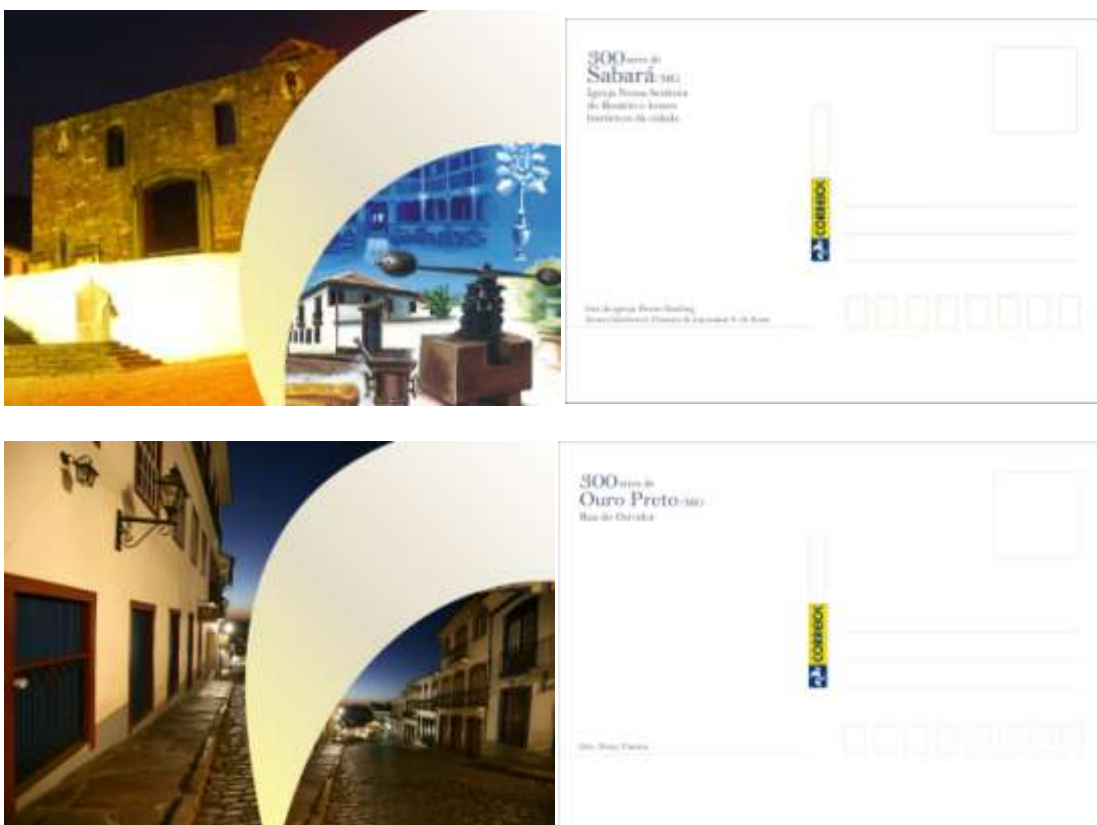 300 anos de
Sabará (MG)
Igreja Nossa Senhora
do Rosário e ícones
históricos da cidade
CORREIOS
300 anos de
Ouro Preto (MG)
Rua do Ouvidor
CORREIOS